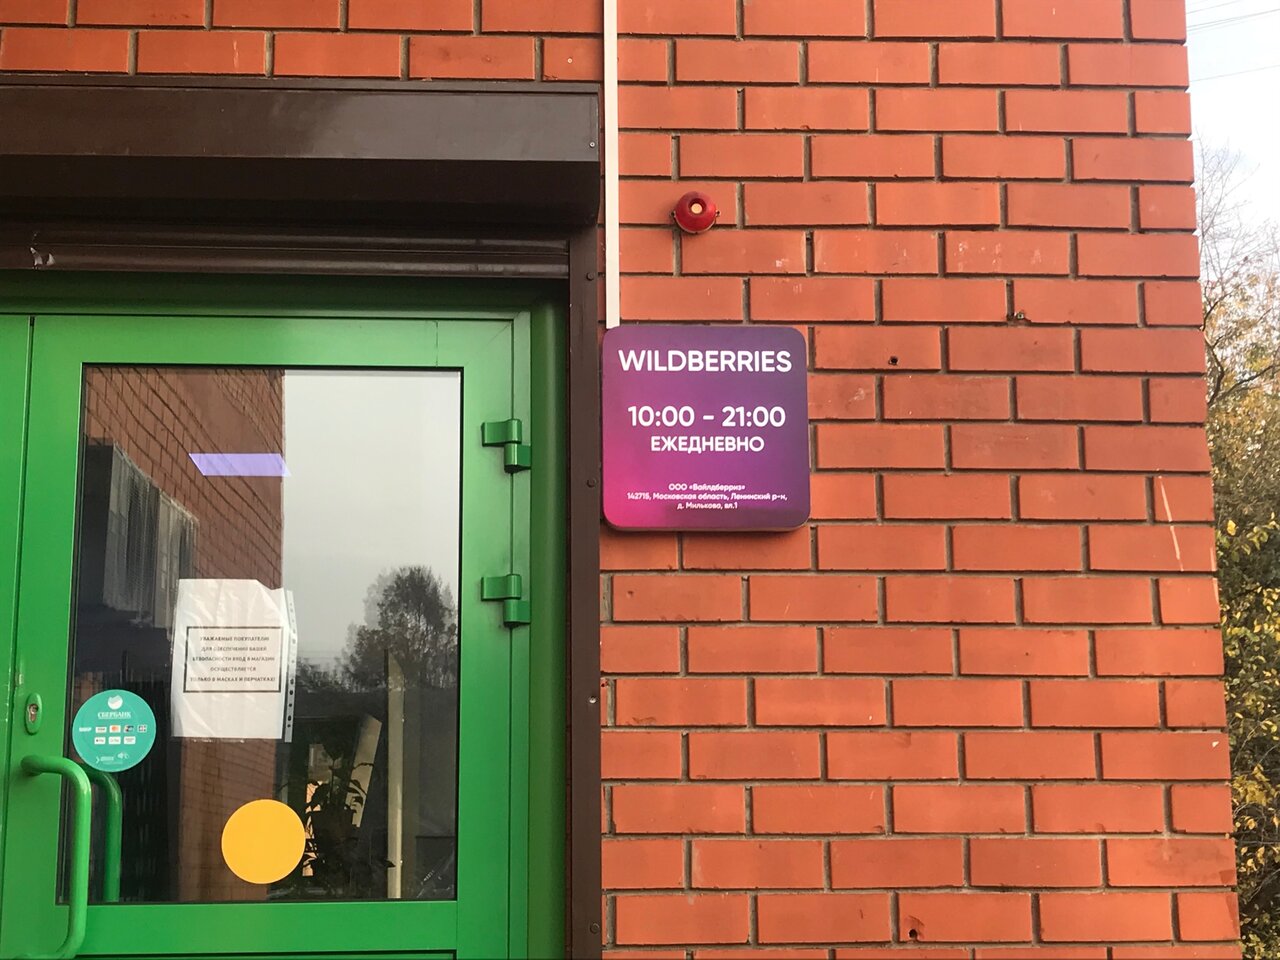 WILDBERRIES
10:00 - 21:00
ЕЖЕДНЕВНО
ООО «Вайлдберриз»
142715, Московская область, Ленинский р-н,
д. Мильково, вл.1
УВАЖАЕМЫЕ ПОКУПАТЕЛИ!
ДЛЯ ОБЕСПЕЧЕНИЯ ВАШЕЙ
БЕЗОПАСНОСТИ ВХОД В МАГАЗИН
ОСУЩЕСТВЛЯЕТСЯ
ТОЛЬКО В МАСКАХ И ПЕРЧАТКАХ!
СБЕРБАНК